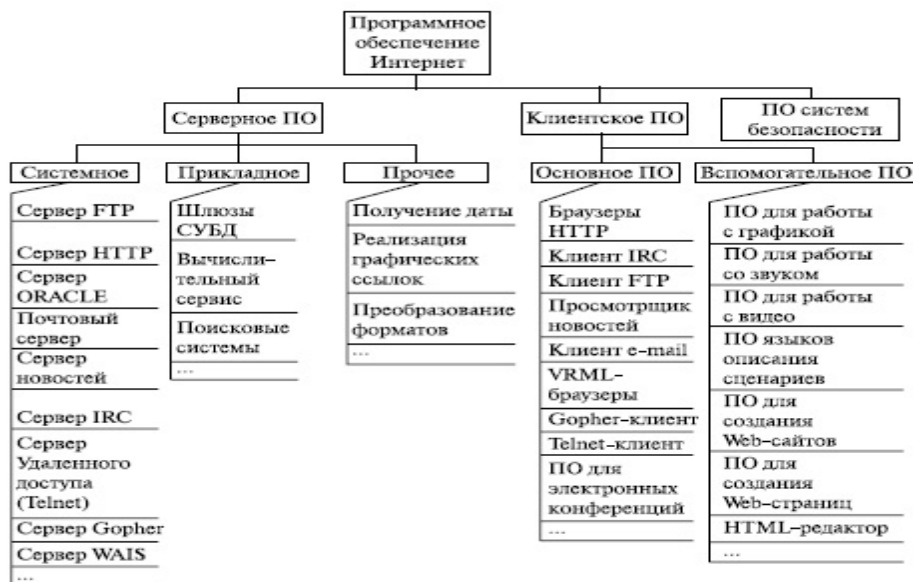 Программное
обеспечение
Интернет
Серверное ПО
Клиентское ПО
ПО систем
безопасности
Системное
Прикладное
Прочее
Основное ПО
Вспомогательное ПО
Сервер FTP
Сервер HTTP
Сервер
ORACLE
Почтовый
сервер
Сервер
новостей
Сервер IRC
Сервер
Удаленного
доступа
(Telnet)
Сервер Gopher
Сервер WAIS
...
Шлюзы
СУБД
Вычисли-
тельный
сервис
Поисковые
системы
...
Получение даты
Реализация
графических
ссылок
Преобразование
форматов
...
Браузеры
HTTP
Клиент IRC
Клиент FTP
Просмотрщик
новостей
Клиент e-mail
VRML-
браузеры
Gopher-клиент
Telnet-клиент
ПО для
электронных
конференций
...
ПО для работы
с графикой
ПО для работы
со звуком
ПО для работы
с видео
ПО языков
описания
сценариев
ПО для
создания
Web-сайтов
ПО для
создания
Web-страниц
HTML-редактор
...